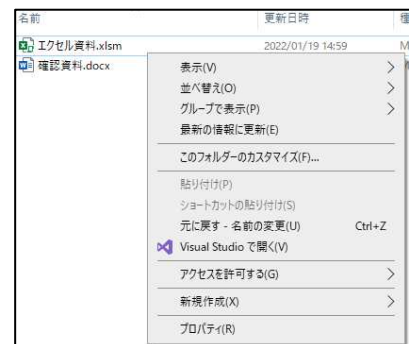 名前 更新日時 種
エクセル資料.xlsm 2022/01/19 14:59 M
確認資料.docx
表示(V)
並べ替え(O)
グループで表示(P)
最新の情報に更新(E)
このフォルダーのカスタマイズ(F)...
貼り付け(P)
ショートカットの貼り付け(S)
元に戻す - 名前の変更(U) Ctrl+Z
Visual Studio で開く(V)
アクセスを許可する(G)
新規作成(X)
プロパティ(R)